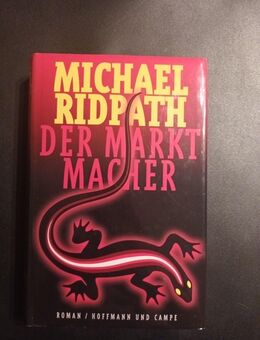 MICHAEL
RIDPATH
DER MARKT
MACHER
ROMAN / HOFFMANN UND CAMPE